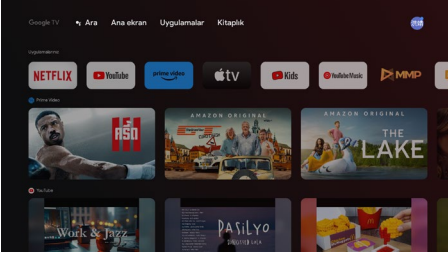 Google TV
Ara
Ana ekran
Uygulamalar
Kitaplık
Uygulamalarınız
NETFLIX
YouTube
prime video
tv
Kids
YouTube Music
MMP
Prime Video
AMAZON ORIGINAL
AMAZON ORIGINAL
THE
LAKE
YouTube
Work & Jazz
PASiLYO